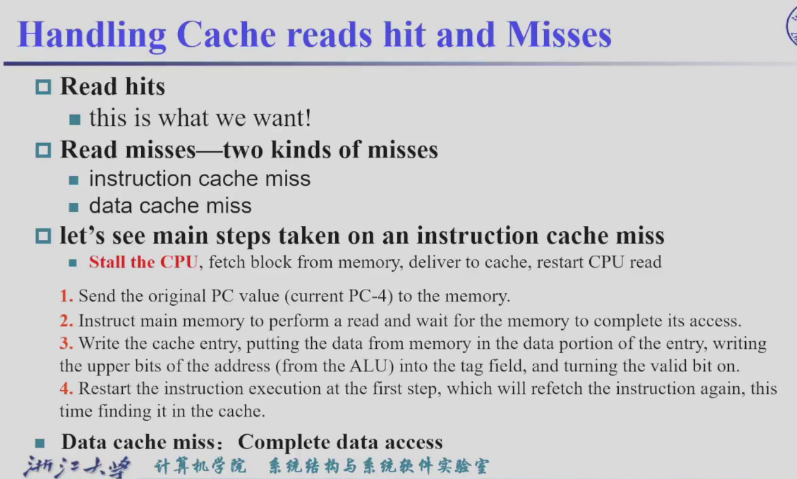 Handling Cache reads hit and Misses
Read hits
this is what we want!
Read misses—two kinds of misses
instruction cache miss
data cache miss
let's see main steps taken on an instruction cache miss
Stall the CPU, fetch block from memory, deliver to cache, restart CPU read
1. Send the original PC value (current PC-4) to the memory.
2. Instruct main memory to perform a read and wait for the memory to complete its access.
3. Write the cache entry, putting the data from memory in the data portion of the entry, writing
the upper bits of the address (from the ALU) into the tag field, and turning the valid bit on.
4. Restart the instruction execution at the first step, which will refetch the instruction again, this
time finding it in the cache.
Data cache miss：Complete data access
浙江大学 计算机学院 系统结构与系统软件实验室